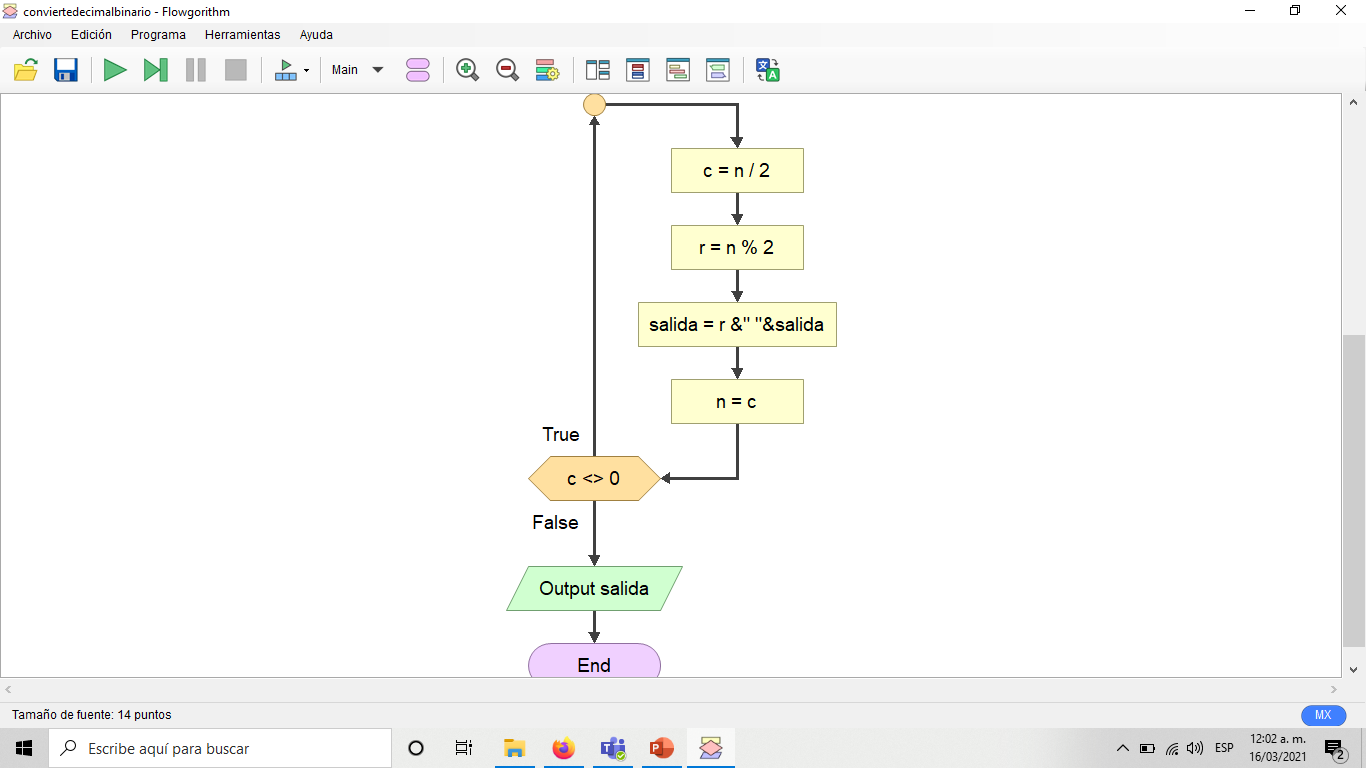 conviertedecimalbinario - Flowgorithm
Archivo Edición Programa Herramientas Ayuda
Main
c = n / 2
r = n % 2
salida = r &" "&salida
n = c
True
c <> 0
False
Output salida
End
Tamaño de fuente: 14 puntos
MX
Escribe aquí para buscar
ESP
12:02 a. m.
16/03/2021
2